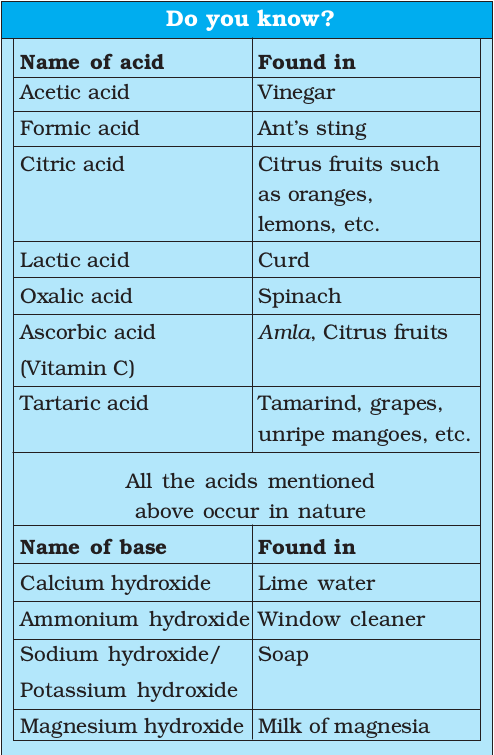 Do you know?
Name of acid Found in
Acetic acid Vinegar
Formic acid Ant's sting
Citric acid Citrus fruits such
as oranges,
lemons, etc.
Lactic acid Curd
Oxalic acid Spinach
Ascorbic acid Amla, Citrus fruits
(Vitamin C)
Tartaric acid Tamarind, grapes,
unripe mangoes, etc.
All the acids mentioned
above occur in nature
Name of base Found in
Calcium hydroxide Lime water
Ammonium hydroxide Window cleaner
Sodium hydroxide/ Soap
Potassium hydroxide
Magnesium hydroxide Milk of magnesia